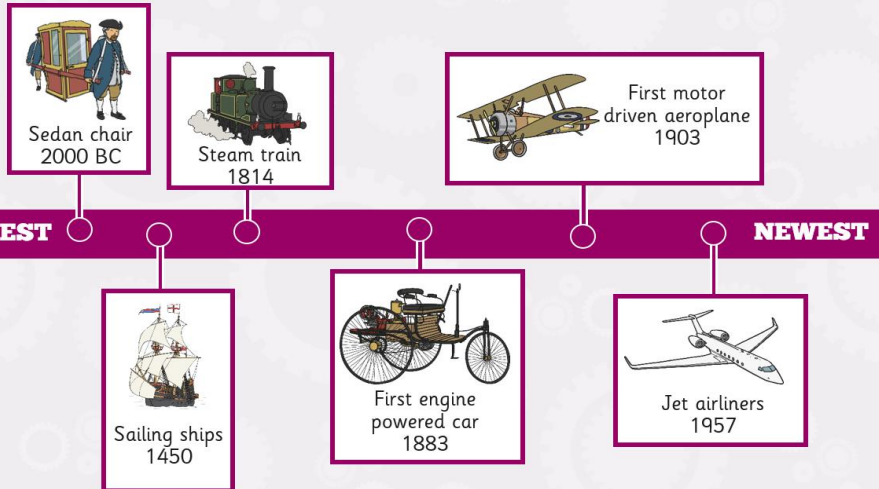 Sedan chair
2000 BC
Steam train
1814
First motor
driven aeroplane
1903
EST
NEWEST
Sailing ships
1450
First engine
powered car
1883
Jet airliners
1957